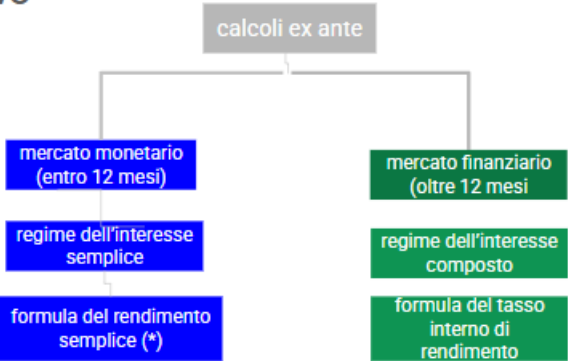 calcoli ex ante
mercato monetario
(entro 12 mesi)
regime dell'interesse
semplice
formula del rendimento
semplice (*)
mercato finanziario
(oltre 12 mesi
regime dell'interesse
composto
formula del tasso
interno di
rendimento